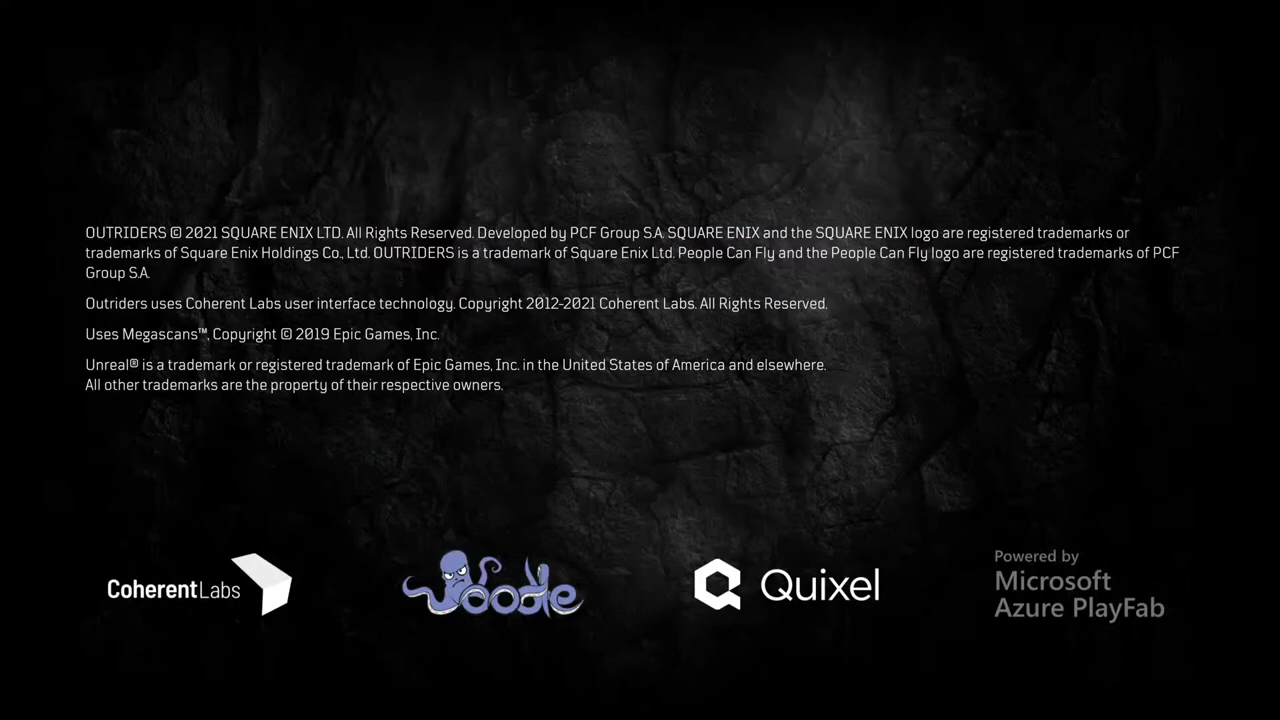 OUTRIDERS © 2021 SQUARE ENIX LTD. All Rights Reserved. Developed by PCF Group S.A. SQUARE ENIX and the SQUARE ENIX logo are registered trademarks or
trademarks of Square Enix Holdings Co., Ltd. OUTRIDERS is a trademark of Square Enix Ltd. People Can Fly and the People Can Fly logo are registered trademarks of PCF
Group S.A.
Outriders uses Coherent Labs user interface technology. Copyright 2012-2021 Coherent Labs. All Rights Reserved.
Uses Megascans™, Copyright © 2019 Epic Games, Inc.
Unreal® is a trademark or registered trademark of Epic Games, Inc. in the United States of America and elsewhere.
All other trademarks are the property of their respective owners.
CoherentLabs
oodle
Quixel
Powered by
Microsoft
Azure PlayFab